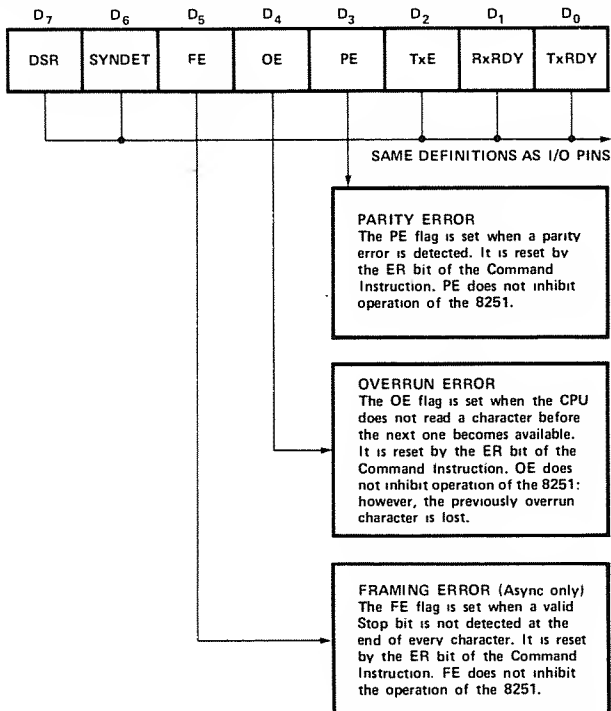 D7 D6 D5 D4 D3 D2 D1 D0
DSR SYNDET FE OE PE TxE RxRDY TxRDY
SAME DEFINITIONS AS I/O PINS
PARITY ERROR
The PE flag is set when a parity
error is detected. It is reset by
the ER bit of the Command
Instruction. PE does not inhibit
operation of the 8251.
OVERRUN ERROR
The OE flag is set when the CPU
does not read a character before
the next one becomes available.
It is reset by the ER bit of the
Command Instruction. OE does
not inhibit operation of the 8251:
however, the previously overrun
character is lost.
FRAMING ERROR (Async only)
The FE flag is set when a valid
Stop bit is not detected at the
end of every character. It is reset
by the ER bit of the Command
Instruction. FE does not inhibit
the operation of the 8251.